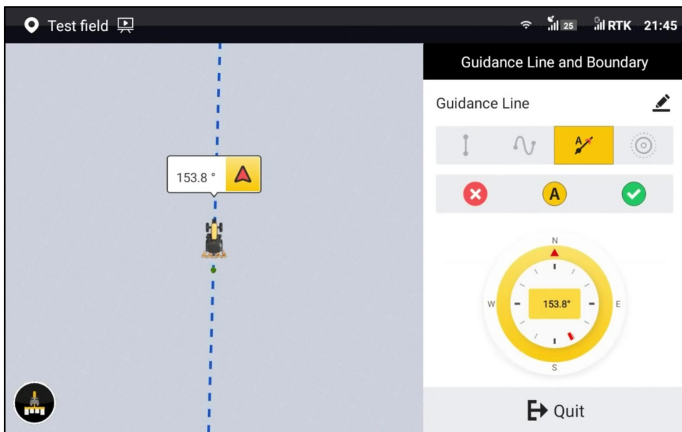 Test field
25
RTK 21:45
Guidance Line and Boundary
Guidance Line
A
A
153.8 °
N
W
153.8°
E
S
Quit